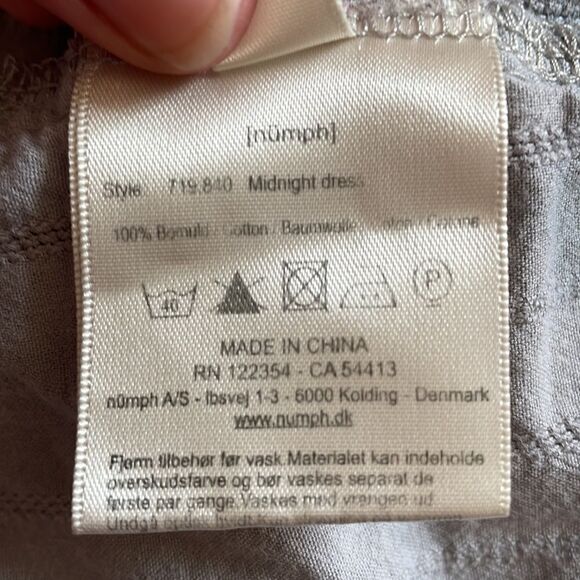 [nümph]
Style 719.840 Midnight dress
100% Bomuld Cotton Baumwolle
40 P
MADE IN CHINA
RN 122354 - CA 54413
nümph A/S - Ibsvej 1-3 - 6000 Kolding - Denmark
www.numph.dk
Fjern tilbehør før vask.Materialet kan indeholde
overskudsfarve og bør vaskes separat de
første par gange.Vaskes med vrangen ud
Undgå